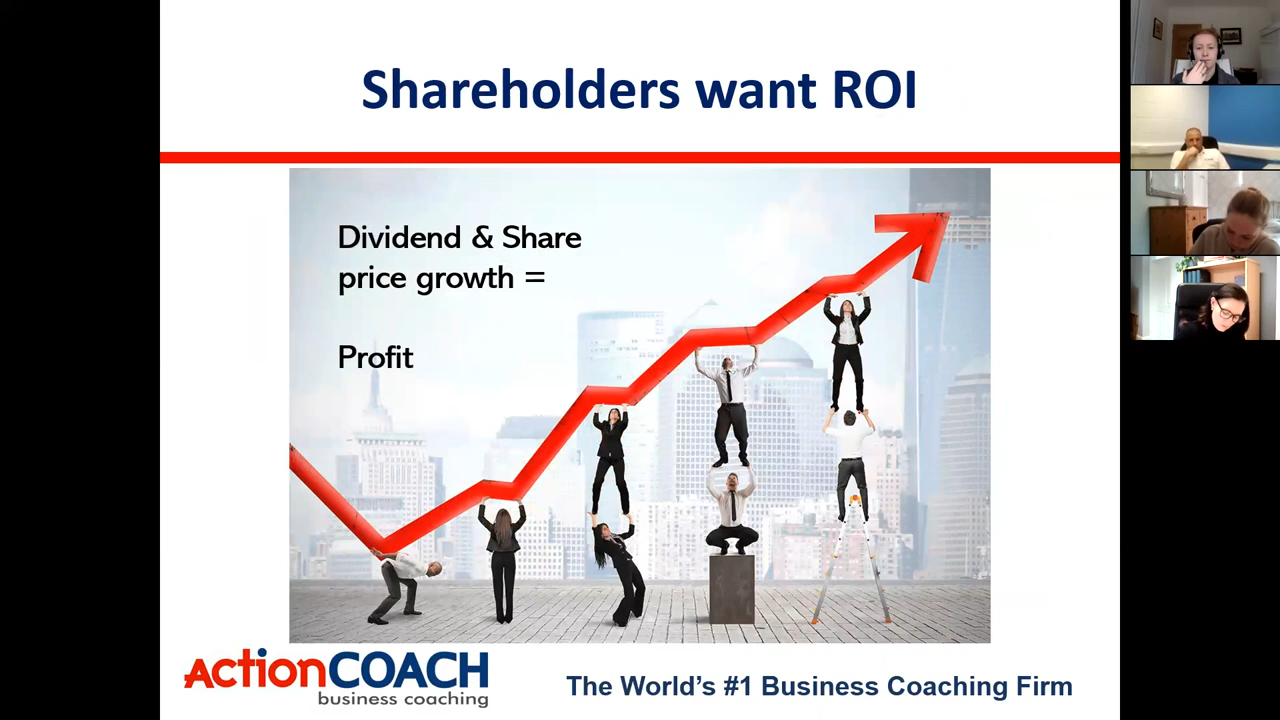 Shareholders want ROI
Dividend & Share
price growth =
Profit
ActionCOACH
business coaching
The World's #1 Business Coaching Firm